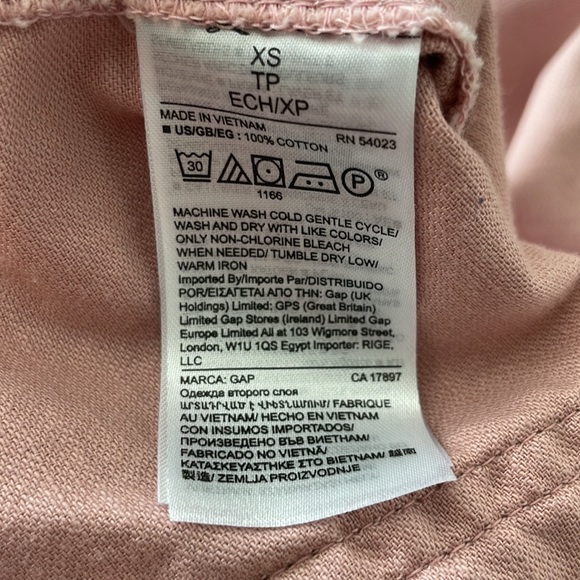 XS
TP
ECH/XP
MADE IN VIETNAM
■ US/GB/EG : 100% COTTON RN 54023
30 P ®
1166
MACHINE WASH COLD GENTLE CYCLE/
WASH AND DRY WITH LIKE COLORS/
ONLY NON-CHLORINE BLEACH
WHEN NEEDED/ TUMBLE DRY LOW/
WARM IRON
Imported By/Importe Par/DISTRIBUIDO
POR/ΕΙΣΑΓΕΤΑΙ ΑΠΟ ΤΗΝ: Gap (UK
Holdings) Limited; GPS (Great Britain)
Limited Gap Stores (Ireland) Limited Gap
Europe Limited All at 103 Wigmore Street,
London, W1U 1QS Egypt Importer: RIGE,
LLC
MARCA: GAP CA 17897
Одежда второго слоя
ԱՐՏԱԴՐՎԱԾ Է ՎԻԵՏՆԱՄՈՒՄ/ FABRIQUE
AU VIETNAM/ HECHO EN VIETNAM
CON INSUMOS IMPORTADOS/
ПРОИЗВЕДЕНО ВЪВ ВИЕТНАМ/
FABRICADO NO VIETNÃ/
ΚΑΤΑΣΚΕΥΑΣΤΗΚΕ ΣΤΟ ΒΙΕΤΝΑΜ/
製造/ ZEMLJA PROIZVODNJE